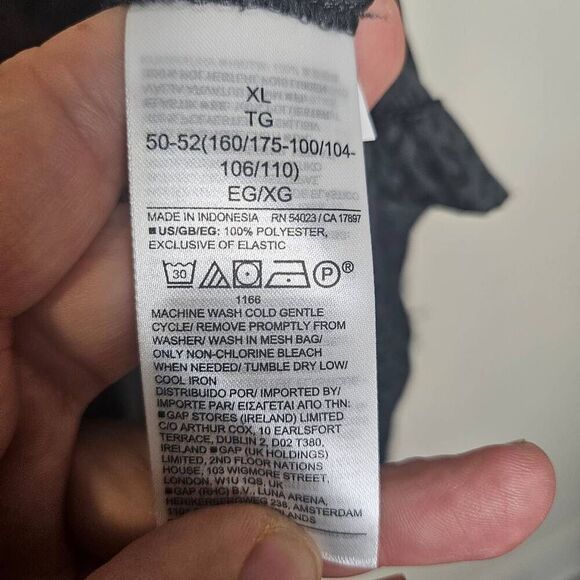 XL
TG
50-52(160/175-100/104-
106/110)
EG/XG
MADE IN INDONESIA RN 54023 / CA 17897
■ US/GB/EG: 100% POLYESTER,
EXCLUSIVE OF ELASTIC
30 P ®
1166
MACHINE WASH COLD GENTLE
CYCLE/ REMOVE PROMPTLY FROM
WASHER/ WASH IN MESH BAG/
ONLY NON-CHLORINE BLEACH
WHEN NEEDED/ TUMBLE DRY LOW/
COOL IRON
DISTRIBUIDO POR/ IMPORTED BY/
IMPORTE PAR/ ΕΙΣΑΓΕΤΑΙ ΑΠΟ ΤΗΝ :
■ GAP STORES (IRELAND) LIMITED
C/O ARTHUR COX, 10 EARLSFORT
TERRACE, DUBLIN 2, D02 T380,
IRELAND ■ GAP (UK HOLDINGS)
LIMITED, 2ND FLOOR NATIONS
HOUSE, 103 WIGMORE STREET,
LONDON, W1U 1QS, UK
■ GAP (RHC) B.V., LUNA ARENA,
HERIKERBERGWEG 238, AMSTERDAM